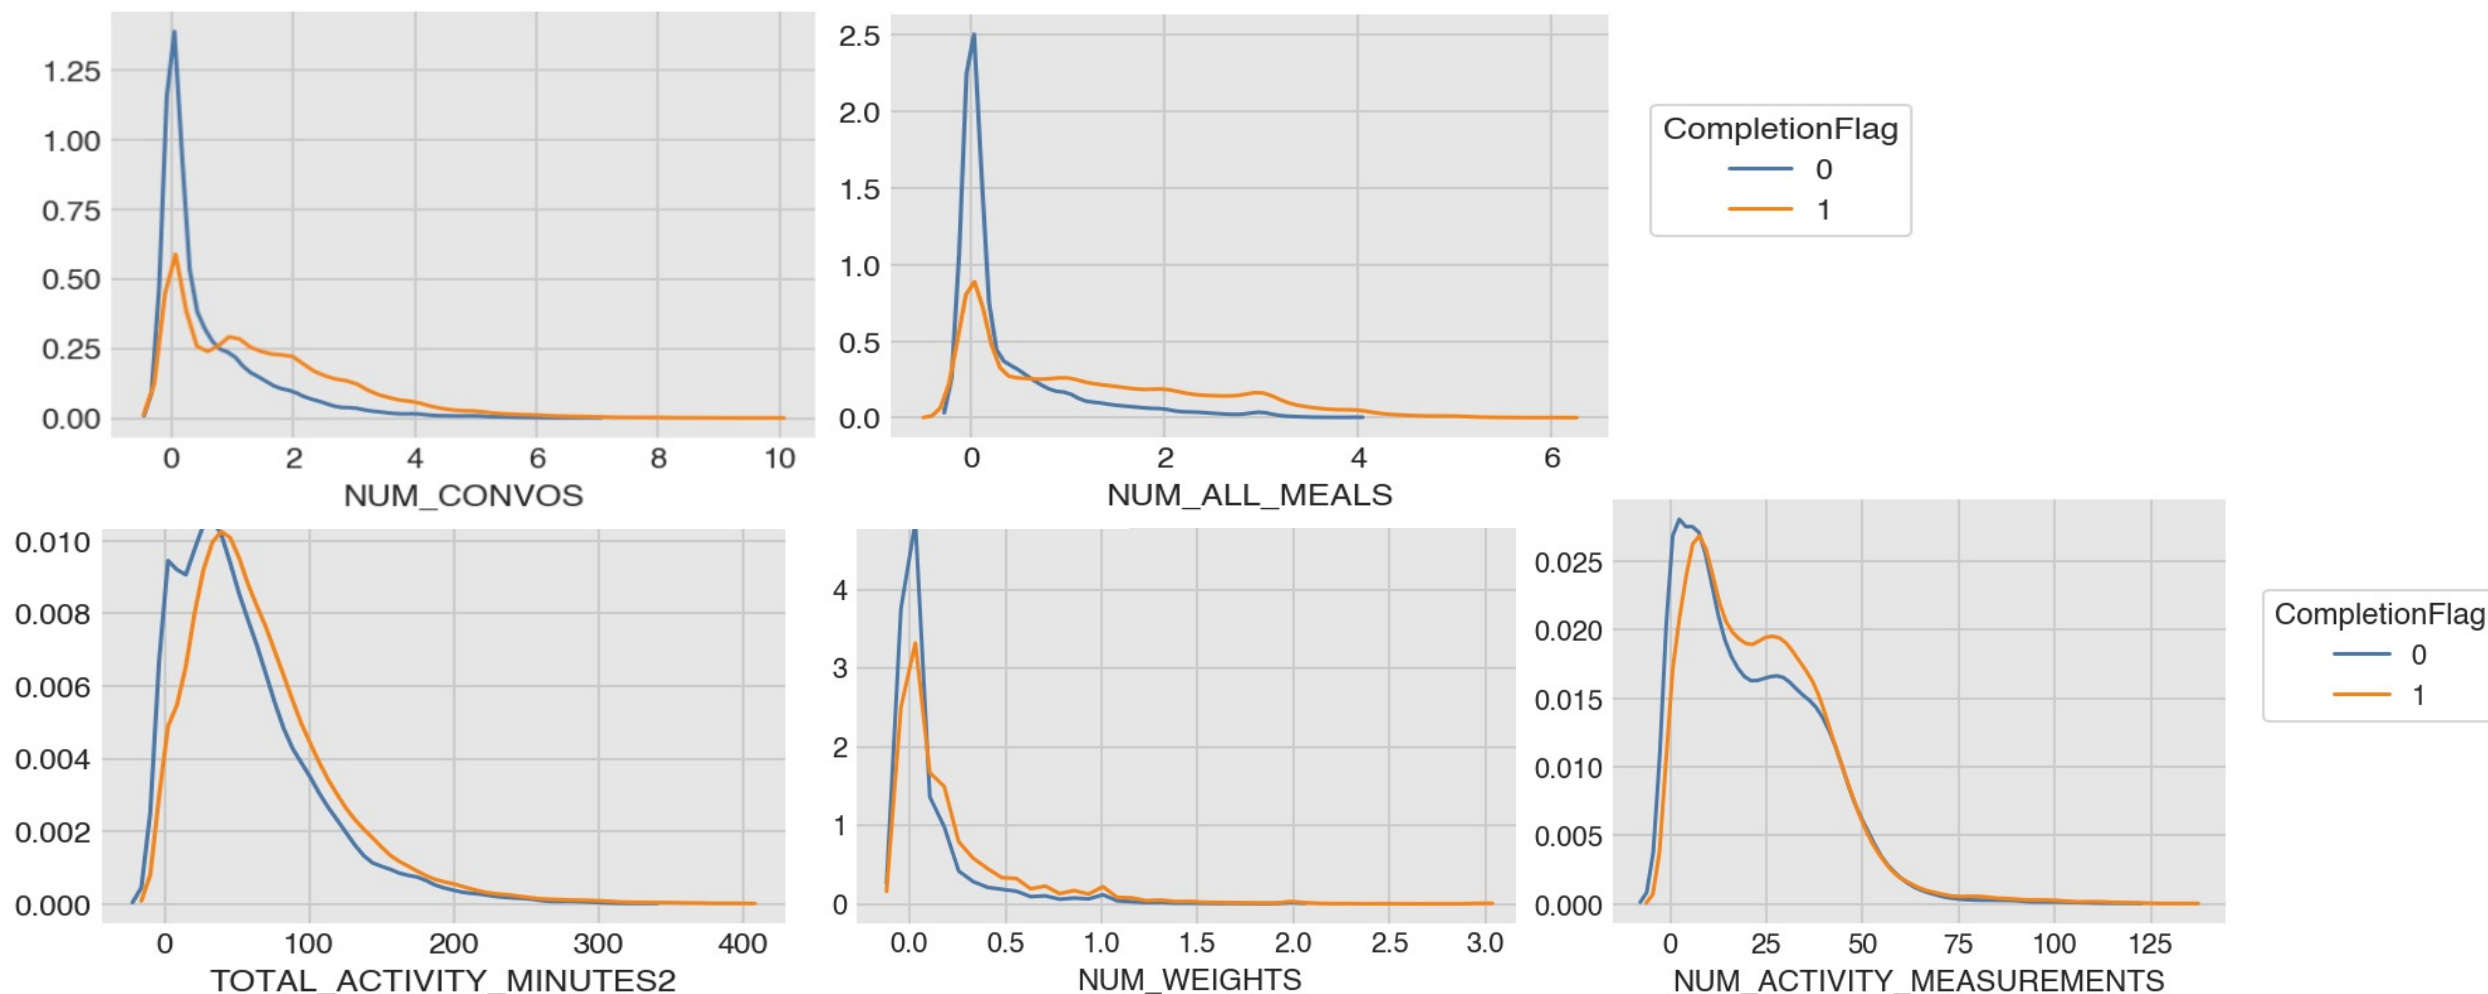 1.25
1.00
0.75
0.50
0.25
0.00
0 2 4 6 8 10
NUM_CONVOS
2.5
2.0
1.5
1.0
0.5
0.0
0 2 4 6
NUM_ALL_MEALS
CompletionFlag
0
1
0.010
0.008
0.006
0.004
0.002
0.000
0 100 200 300 400
TOTAL_ACTIVITY_MINUTES2
4
3
2
1
0
0.0 0.5 1.0 1.5 2.0 2.5 3.0
NUM_WEIGHTS
0.025
0.020
0.015
0.010
0.005
0.000
0 25 50 75 100 125
NUM_ACTIVITY_MEASUREMENTS
CompletionFlag
0
1